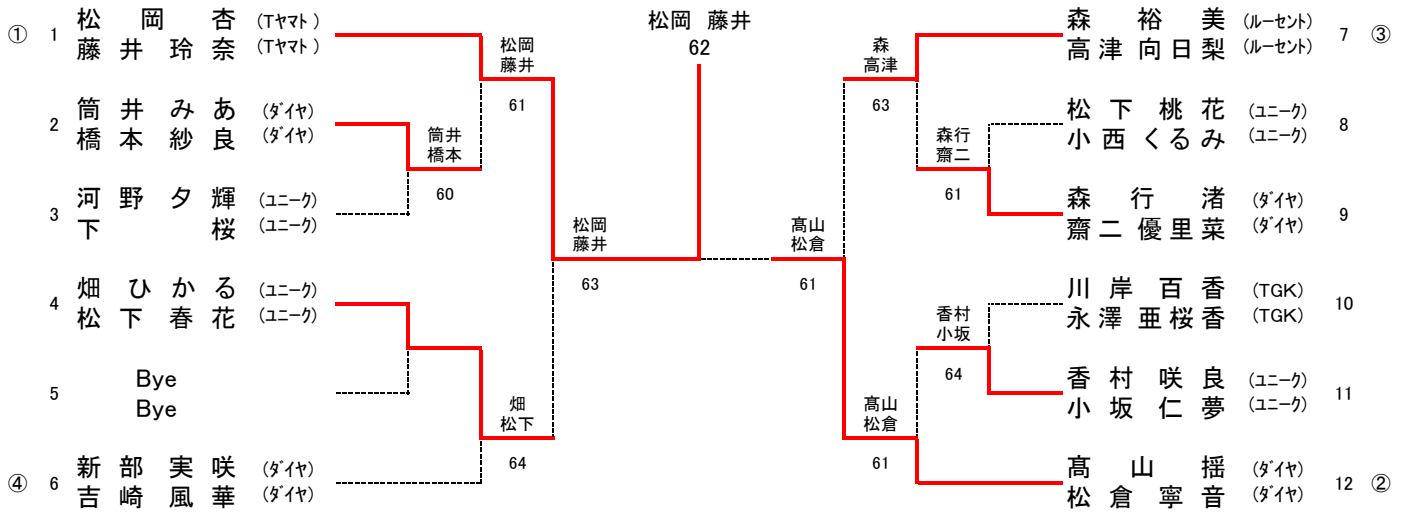 松岡 藤井
62
① 1 松岡杏 (Tヤマト)
藤井玲奈 (Tヤマト)
2 筒井みあ (ダイヤ)
橋本紗良 (ダイヤ)
3 河野夕輝 (ユニーク)
下桜 (ユニーク)
4 畑ひかる (ユニーク)
松下春花 (ユニーク)
5 Bye
Bye
④ 6 新部実咲 (ダイヤ)
吉崎風華 (ダイヤ)
筒井
橋本
60
松岡
藤井
61
畑
松下
64
松岡
藤井
63
髙山
松倉
61
森
高津
63
髙山
松倉
61
森行
齋二
61
香村
小坂
64
森裕美 (ルーセント) 7 ③
高津向日梨 (ルーセント)
松下桃花 (ユニーク) 8
小西くるみ (ユニーク)
森行渚 (ダイヤ) 9
齋二優里菜 (ダイヤ)
川岸百香 (TGK) 10
永澤亜桜香 (TGK)
香村咲良 (ユニーク) 11
小坂仁夢 (ユニーク)
髙山揺 (ダイヤ) 12 ②
松倉寧音 (ダイヤ)